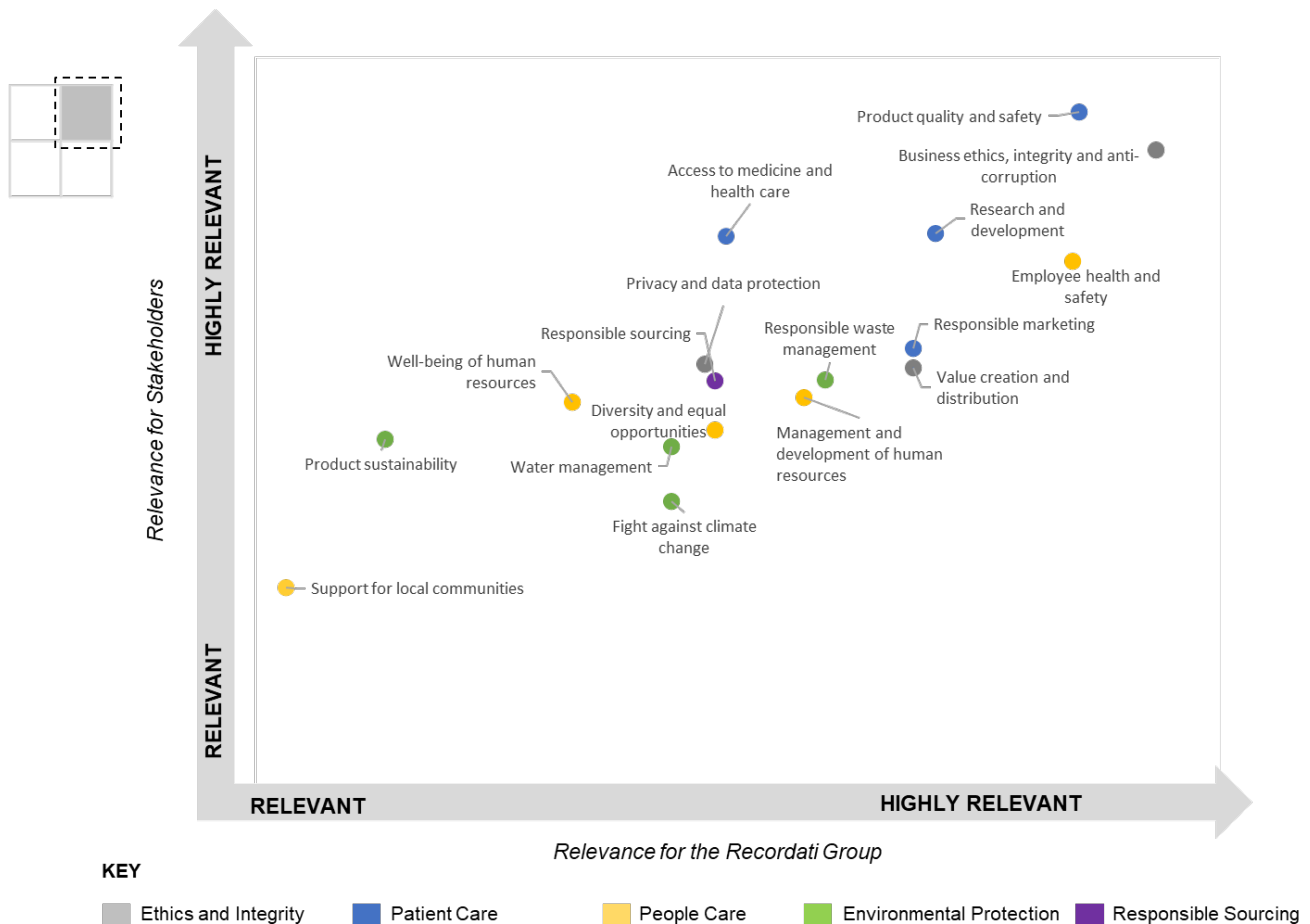 Product quality and safety
Business ethics, integrity and anti-
corruption
Access to medicine and
health care
Research and
development
Employee health and
safety
Privacy and data protection
Responsible sourcing
Responsible waste
management
Responsible marketing
Well-being of human
resources
Value creation and
distribution
Diversity and equal
opportunities
Management and
development of human
resources
Product sustainability
Water management
Fight against climate
change
Support for local communities
HIGHLY RELEVANT
Relevance for Stakeholders
RELEVANT
RELEVANT
HIGHLY RELEVANT
Relevance for the Recordati Group
KEY
Ethics and Integrity
Patient Care
People Care
Environmental Protection
Responsible Sourcing